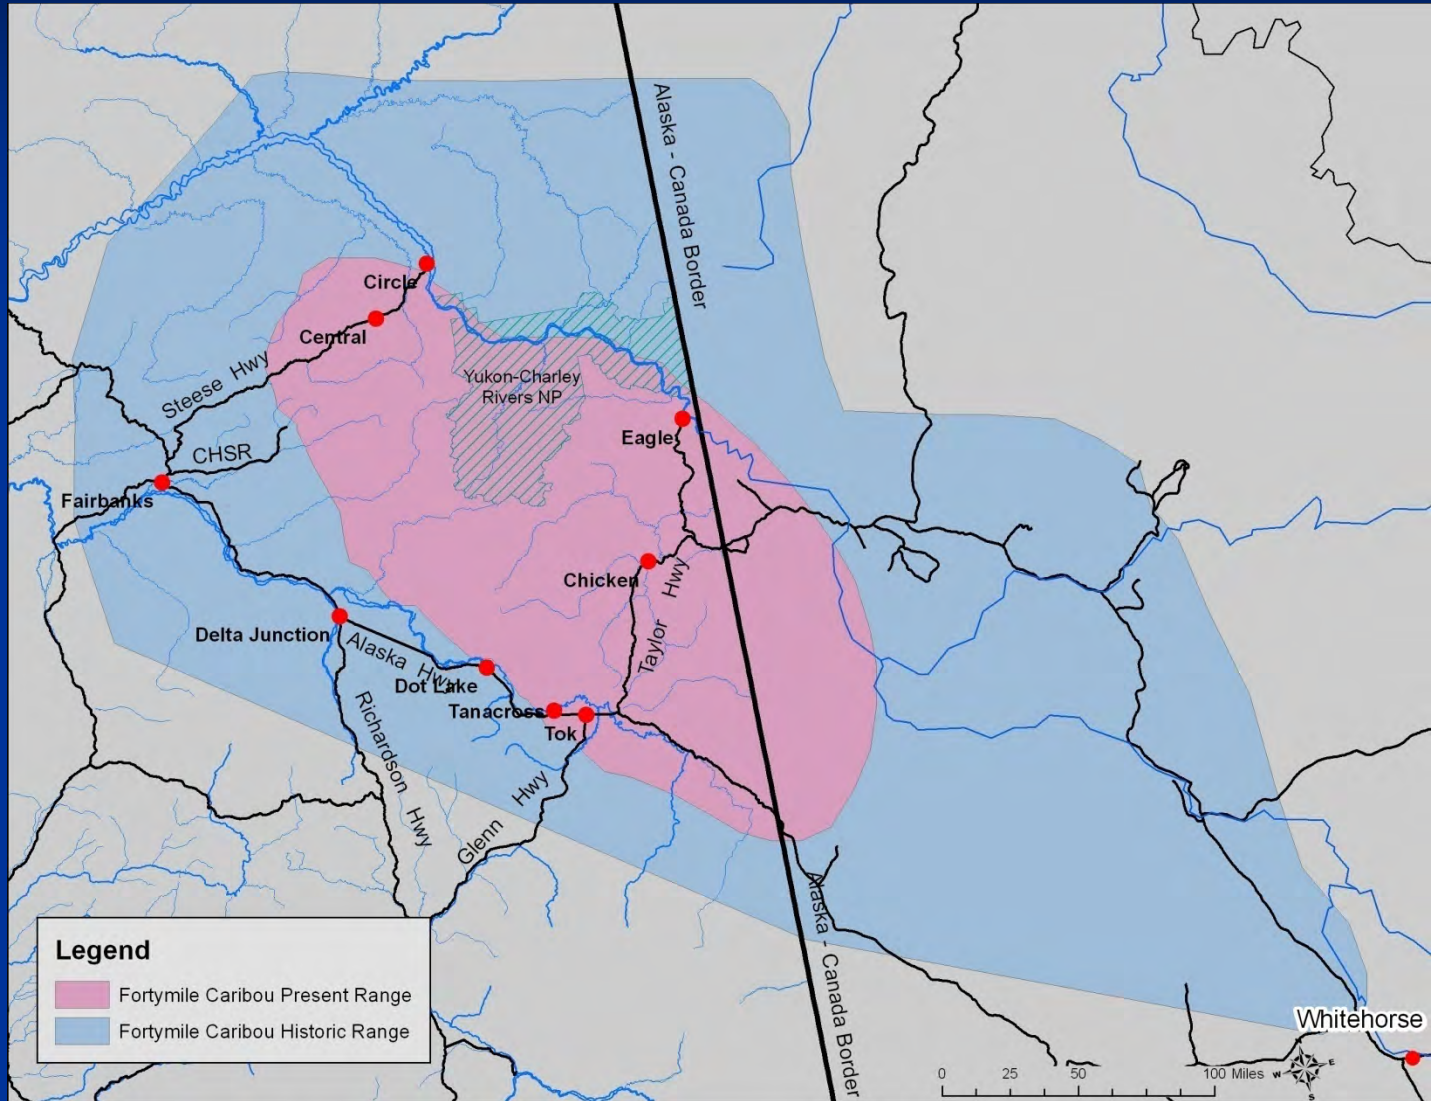 Alaska - Canada Border
Circle
Central
Steese Hwy
Yukon-Charley
Rivers NP
Eagle
CHSR
Fairbanks
Chicken
Taylor Hwy
Delta Junction
Alaska Hwy
Dot Lake
Tanacross
Tok
Richardson Hwy
Glenn Hwy
Alaska - Canada Border
Legend
Fortymile Caribou Present Range
Fortymile Caribou Historic Range
Whitehorse
0 25 50 100 Miles
W E S